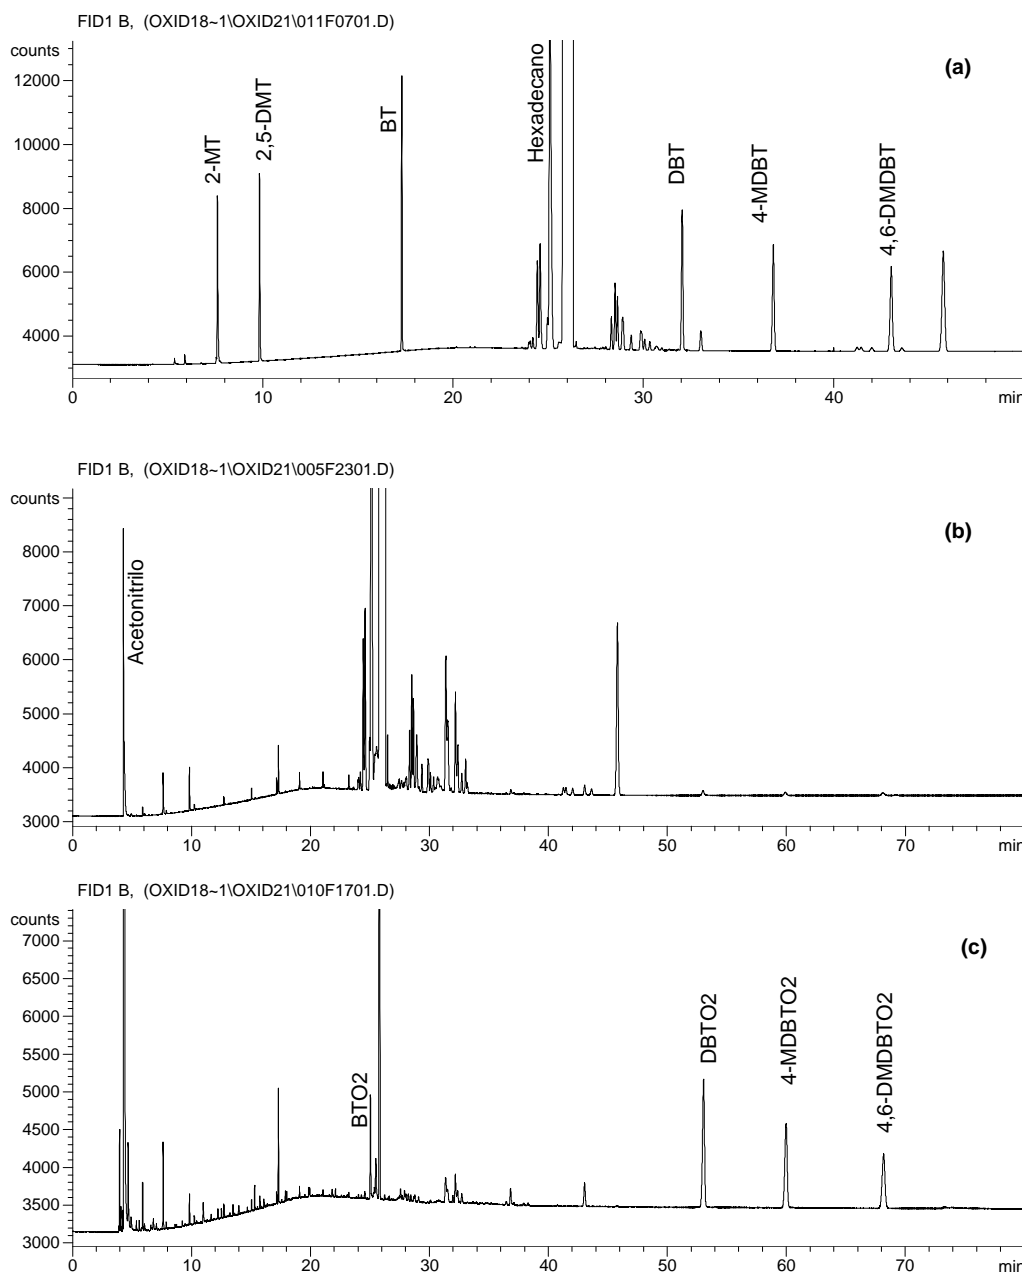 FID1 B,  (OXID18~1\OXID21\011F0701.D)
counts
(a)
12000
10000
8000
6000
4000
2-MT
2,5-DMT
BT
Hexadecano
DBT
4-MDBT
4,6-DMDBT
0
10
20
30
40
min
FID1 B,  (OXID18~1\OXID21\005F2301.D)
counts
(b)
8000
7000
6000
5000
4000
3000
Acetonitrilo
0
10
20
30
40
50
60
70
min
FID1 B,  (OXID18~1\OXID21\010F1701.D)
counts
(c)
7000
6500
6000
5500
5000
4500
4000
3500
3000
BTO2
DBTO2
4-MDBTO2
4,6-DMDBTO2
0
10
20
30
40
50
60
70
min